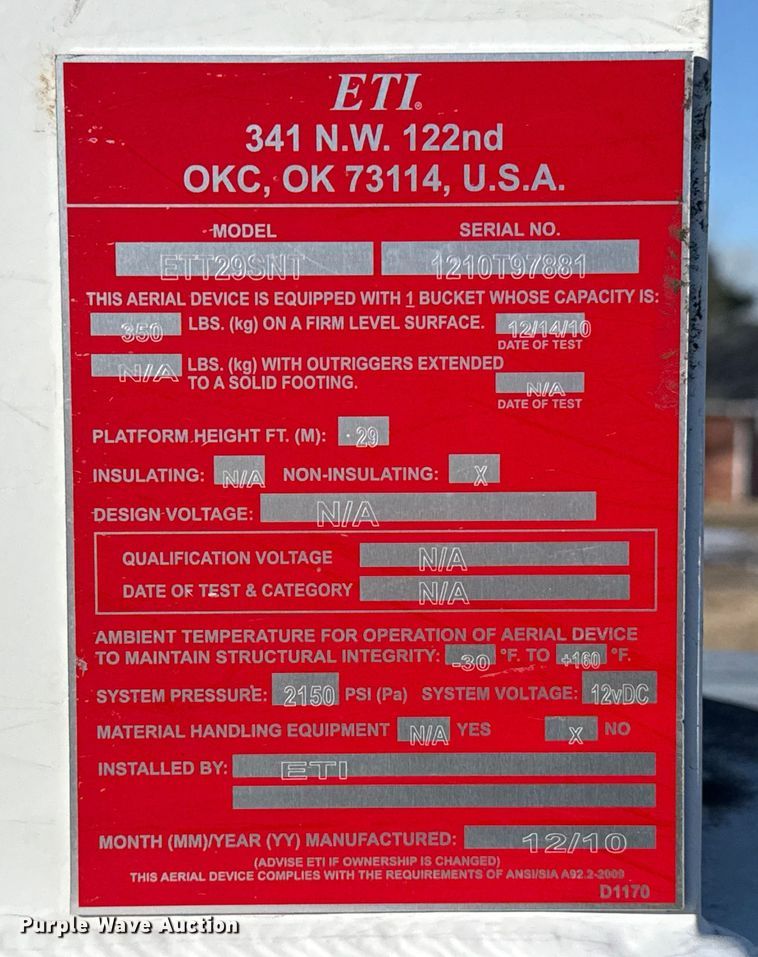 ETI®
341 N.W. 122nd
OKC, OK 73114, U.S.A.
MODEL SERIAL NO.
ETT29SNT 1210T97881
THIS AERIAL DEVICE IS EQUIPPED WITH 1 BUCKET WHOSE CAPACITY IS:
350 LBS. (kg) ON A FIRM LEVEL SURFACE. 12/14/10
DATE OF TEST
N/A LBS. (kg) WITH OUTRIGGERS EXTENDED
TO A SOLID FOOTING. N/A
DATE OF TEST
PLATFORM HEIGHT FT. (M): 29
INSULATING: N/A NON-INSULATING: X
DESIGN VOLTAGE: N/A
QUALIFICATION VOLTAGE N/A
DATE OF TEST & CATEGORY N/A
AMBIENT TEMPERATURE FOR OPERATION OF AERIAL DEVICE
TO MAINTAIN STRUCTURAL INTEGRITY: -30 °F. TO +160 °F.
SYSTEM PRESSURE: 2150 PSI (Pa) SYSTEM VOLTAGE: 12vDC
MATERIAL HANDLING EQUIPMENT N/A YES X NO
INSTALLED BY: ETI
MONTH (MM)/YEAR (YY) MANUFACTURED: 12/10
(ADVISE ETI IF OWNERSHIP IS CHANGED)
THIS AERIAL DEVICE COMPLIES WITH THE REQUIREMENTS OF ANSI/SIA A92.2-2009
D1170
Purple Wave Auction